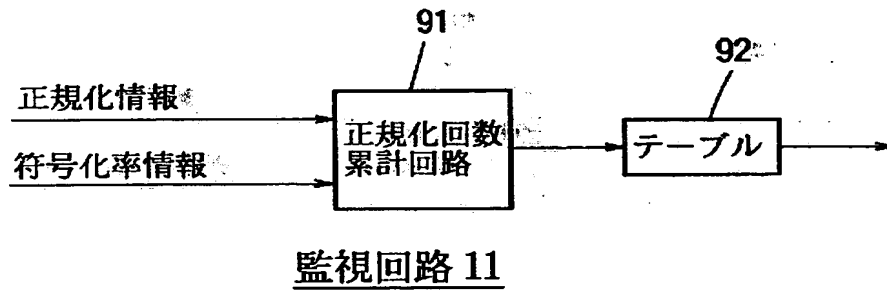 91
92
正規化情報
符号化率情報
正規化回数
累計回路
テーブル
監視回路 11